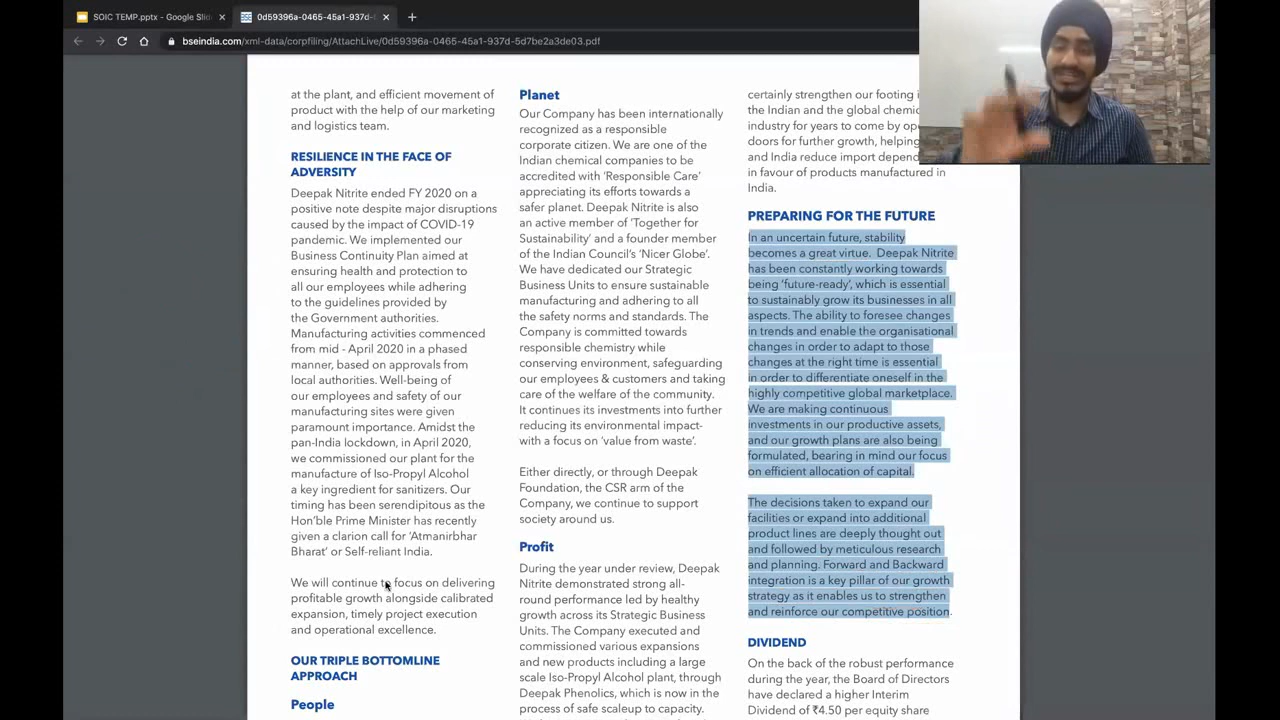 SOIC TEMP.pptx - Google Slid
0d59396a-0465-45a1-937d-
bseindia.com/xml-data/corpfiling/AttachLive/0d59396a-0465-45a1-937d-5d7be2a3de03.pdf
at the plant, and efficient movement of
product with the help of our marketing
and logistics team.
RESILIENCE IN THE FACE OF
ADVERSITY
Deepak Nitrite ended FY 2020 on a
positive note despite major disruptions
caused by the impact of COVID-19
pandemic. We implemented our
Business Continuity Plan aimed at
ensuring health and protection to
all our employees while adhering
to the guidelines provided by
the Government authorities.
Manufacturing activities commenced
from mid - April 2020 in a phased
manner, based on approvals from
local authorities. Well-being of
our employees and safety of our
manufacturing sites were given
paramount importance. Amidst the
pan-India lockdown, in April 2020,
we commissioned our plant for the
manufacture of Iso-Propyl Alcohol
a key ingredient for sanitizers. Our
timing has been serendipitous as the
Hon'ble Prime Minister has recently
given a clarion call for 'Atmanirbhar
Bharat' or Self-reliant India.
We will continue to focus on delivering
profitable growth alongside calibrated
expansion, timely project execution
and operational excellence.
OUR TRIPLE BOTTOMLINE
APPROACH
People
Planet
Our Company has been internationally
recognized as a responsible
corporate citizen. We are one of the
Indian chemical companies to be
accredited with 'Responsible Care'
appreciating its efforts towards a
safer planet. Deepak Nitrite is also
an active member of 'Together for
Sustainability' and a founder member
of the Indian Council's 'Nicer Globe'.
We have dedicated our Strategic
Business Units to ensure sustainable
manufacturing and adhering to all
the safety norms and standards. The
Company is committed towards
responsible chemistry while
conserving environment, safeguarding
our employees & customers and taking
care of the welfare of the community.
It continues its investments into further
reducing its environmental impact-
with a focus on 'value from waste'.
Either directly, or through Deepak
Foundation, the CSR arm of the
Company, we continue to support
society around us.
Profit
During the year under review, Deepak
Nitrite demonstrated strong all-
round performance led by healthy
growth across its Strategic Business
Units. The Company executed and
commissioned various expansions
and new products including a large
scale Iso-Propyl Alcohol plant, through
Deepak Phenolics, which is now in the
process of safe scaleup to capacity.
certainly strengthen our footing i
the Indian and the global chemic
industry for years to come by ope
doors for further growth, helping
and India reduce import depend
in favour of products manufactured in
India.
PREPARING FOR THE FUTURE
In an uncertain future, stability
becomes a great virtue. Deepak Nitrite
has been constantly working towards
being 'future-ready', which is essential
to sustainably grow its businesses in all
aspects. The ability to foresee changes
in trends and enable the organisational
changes in order to adapt to those
changes at the right time is essential
in order to differentiate oneself in the
highly competitive global marketplace.
We are making continuous
investments in our productive assets,
and our growth plans are also being
formulated, bearing in mind our focus
on efficient allocation of capital.
The decisions taken to expand our
facilities or expand into additional
product lines are deeply thought out
and followed by meticulous research
and planning. Forward and Backward
integration is a key pillar of our growth
strategy as it enables us to strengthen
and reinforce our competitive position.
DIVIDEND
On the back of the robust performance
during the year, the Board of Directors
have declared a higher Interim
Dividend of ₹4.50 per equity share